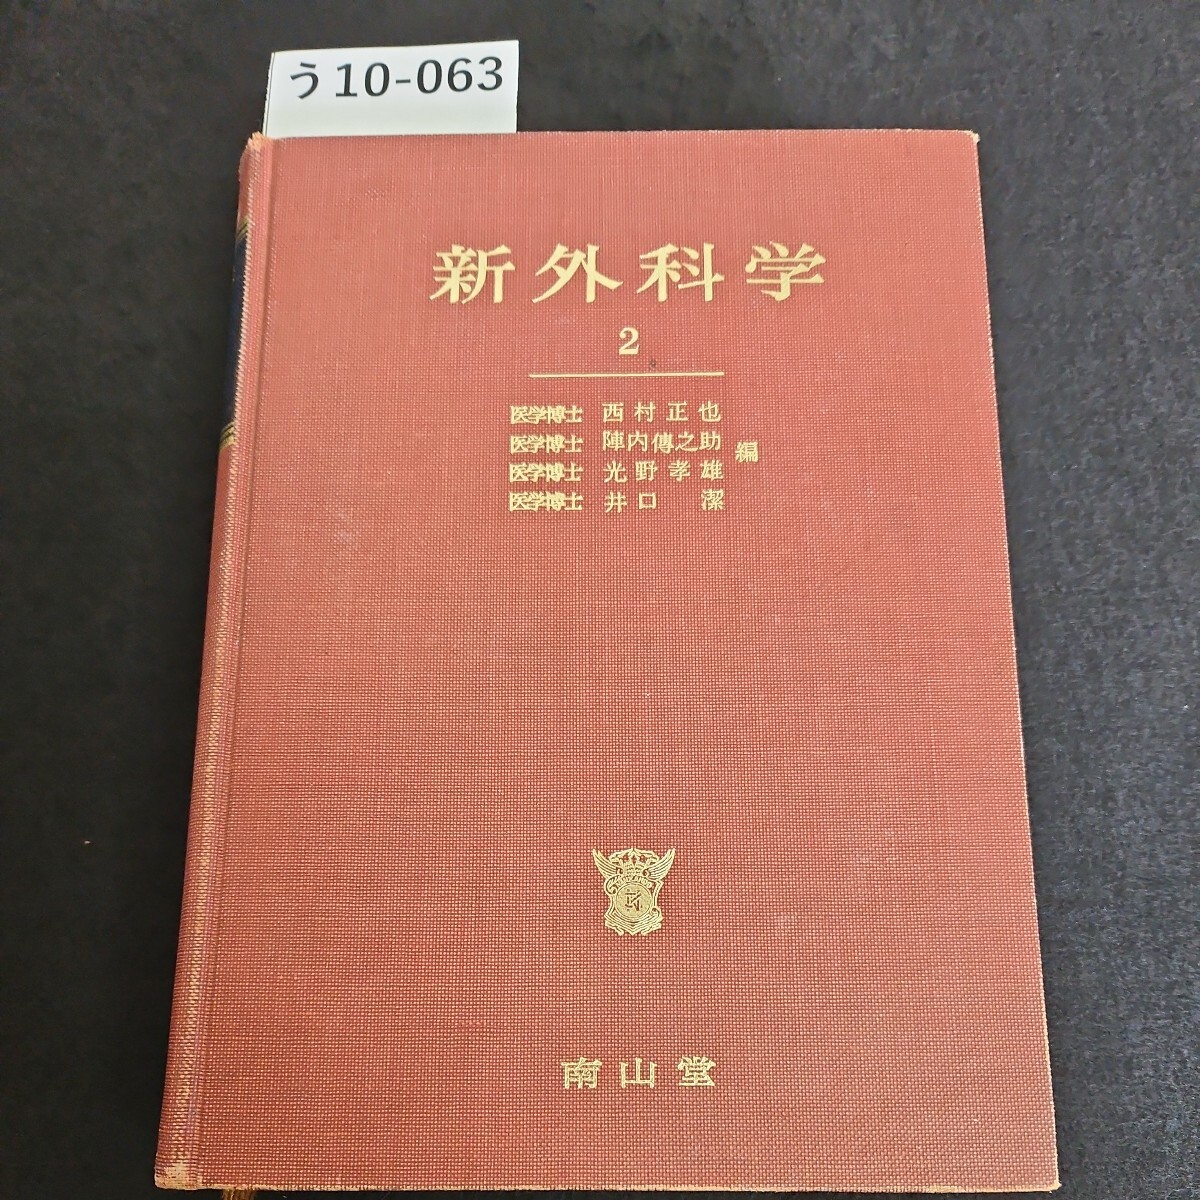 う10-063
新外科学
2
医学博士 西村正也
医学博士 陣内傳之助
医学博士 光野孝雄
医学博士 井口 潔
編
南山堂